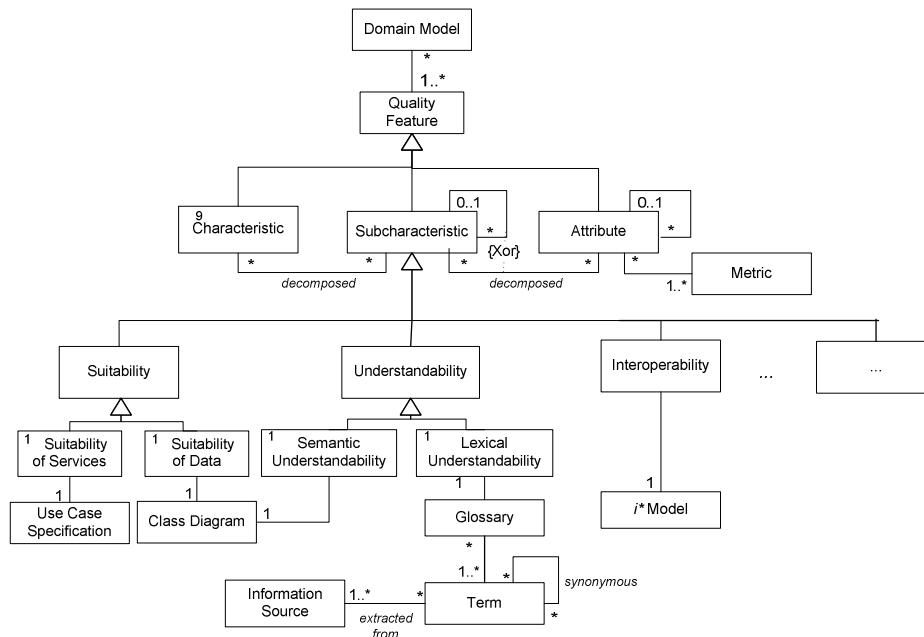 Domain Model
*
1..*
Quality
Feature
9
Characteristic
Subcharacteristic
0..1
*
Attribute
0..1
*
{Xor}
*
*
decomposed
*
*
decomposed
*
1..*
Metric
Suitability
Understandability
Interoperability
...
...
1
Suitability
of Services
1
Suitability
of Data
1
Semantic
Understandability
1
Lexical
Understandability
1
Use Case
Specification
1
Class Diagram
1
1
Glossary
1
i* Model
*
1..*
*
synonymous
*
Term
Information
Source
1..*
*
extracted
from